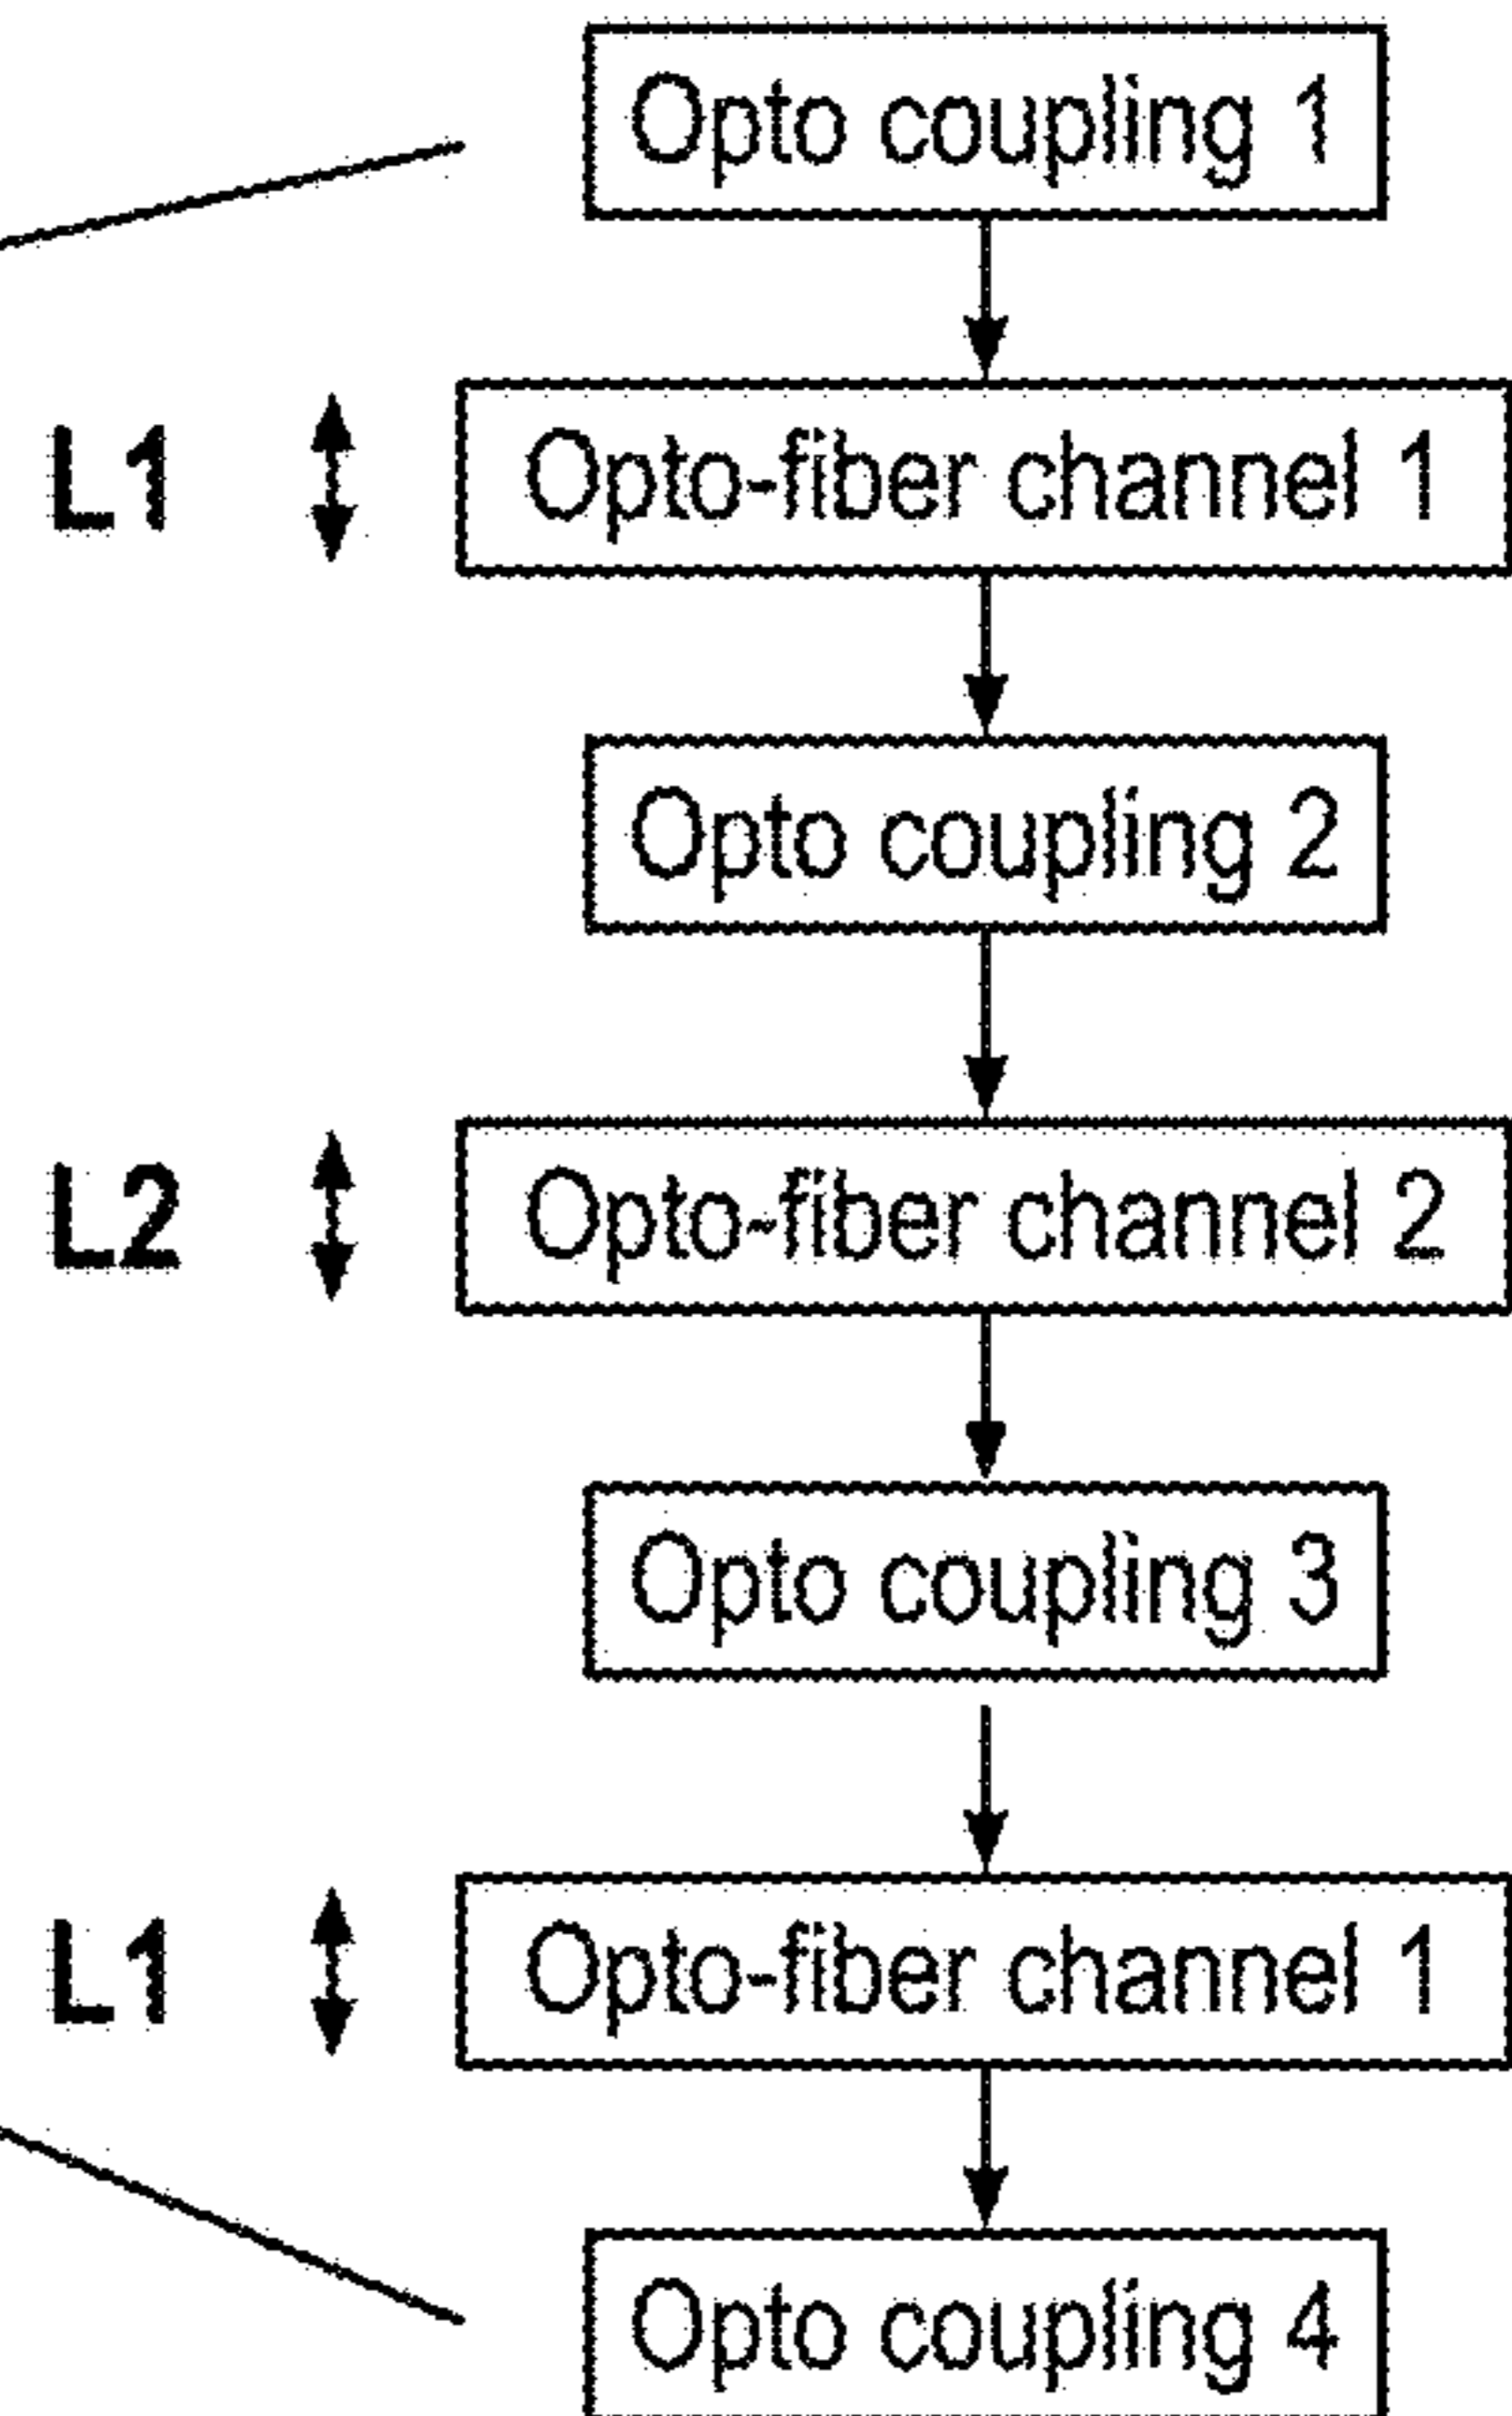 Opto coupling 1
L1
Opto-fiber channel 1
Opto coupling 2
L2
Opto-fiber channel 2
Opto coupling 3
L1
Opto-fiber channel 1
Opto coupling 4